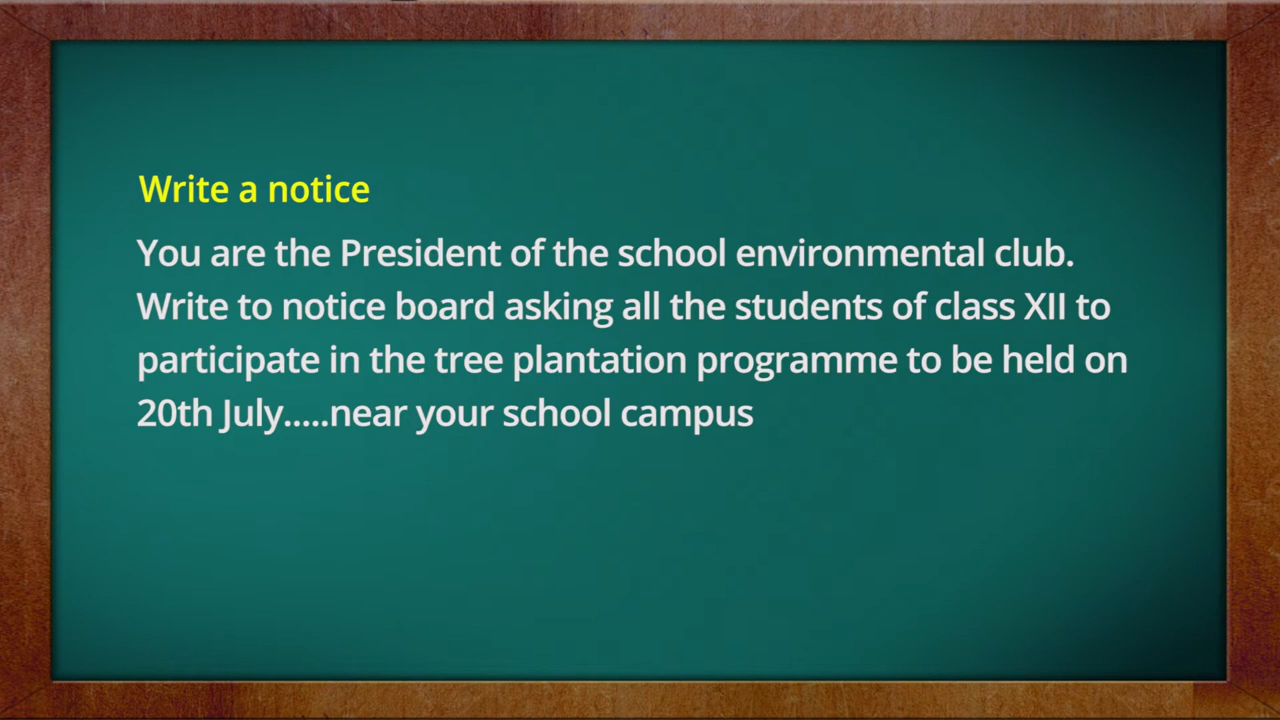 Write a notice
You are the President of the school environmental club.
Write to notice board asking all the students of class XII to
participate in the tree plantation programme to be held on
20th July.....near your school campus